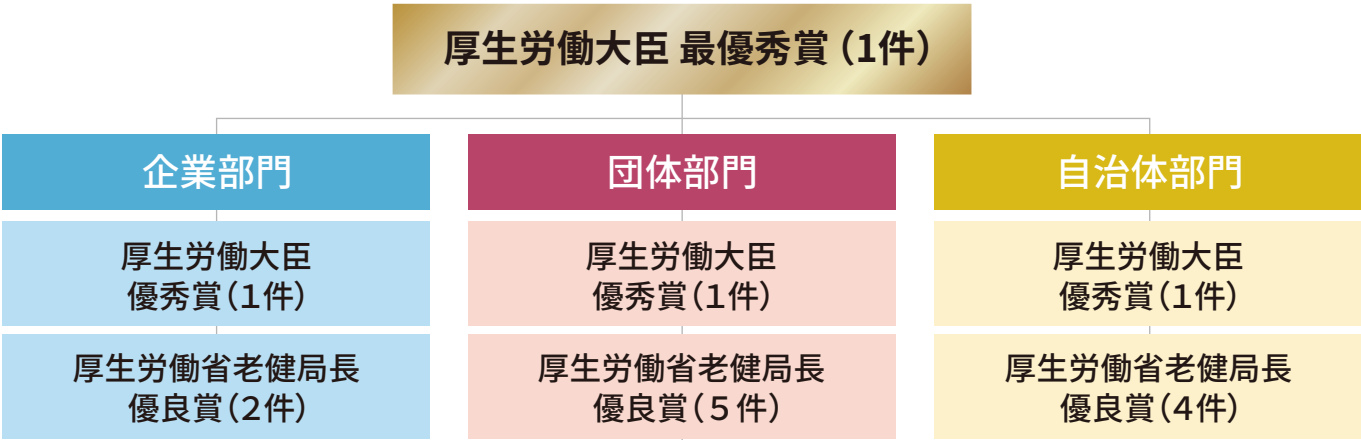 厚生労働大臣 最優秀賞（1件）
企業部門
厚生労働大臣
優秀賞（1件）
厚生労働省老健局長
優良賞（2件）
団体部門
厚生労働大臣
優秀賞（1件）
厚生労働省老健局長
優良賞（5件）
自治体部門
厚生労働大臣
優秀賞（1件）
厚生労働省老健局長
優良賞（4件）